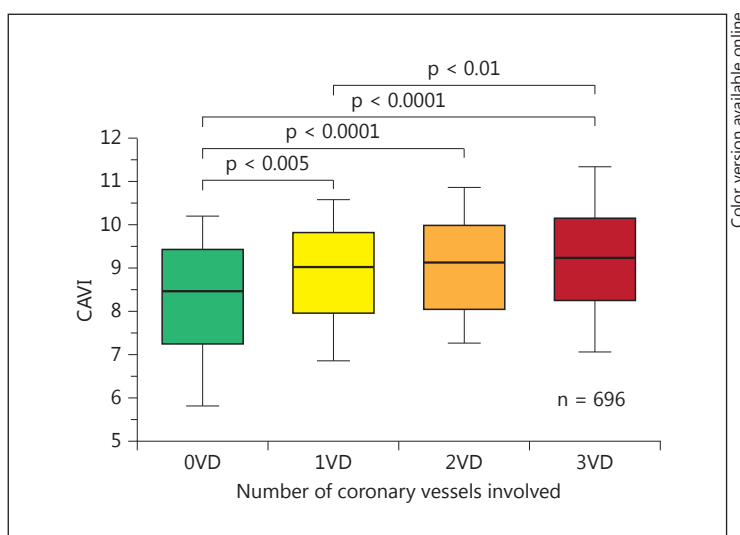 p < 0.01
p < 0.0001
p < 0.0001
p < 0.005
12
11
10
9
8
7
6
5
CAVI
n = 696
0VD 1VD 2VD 3VD
Number of coronary vessels involved
Color version available online